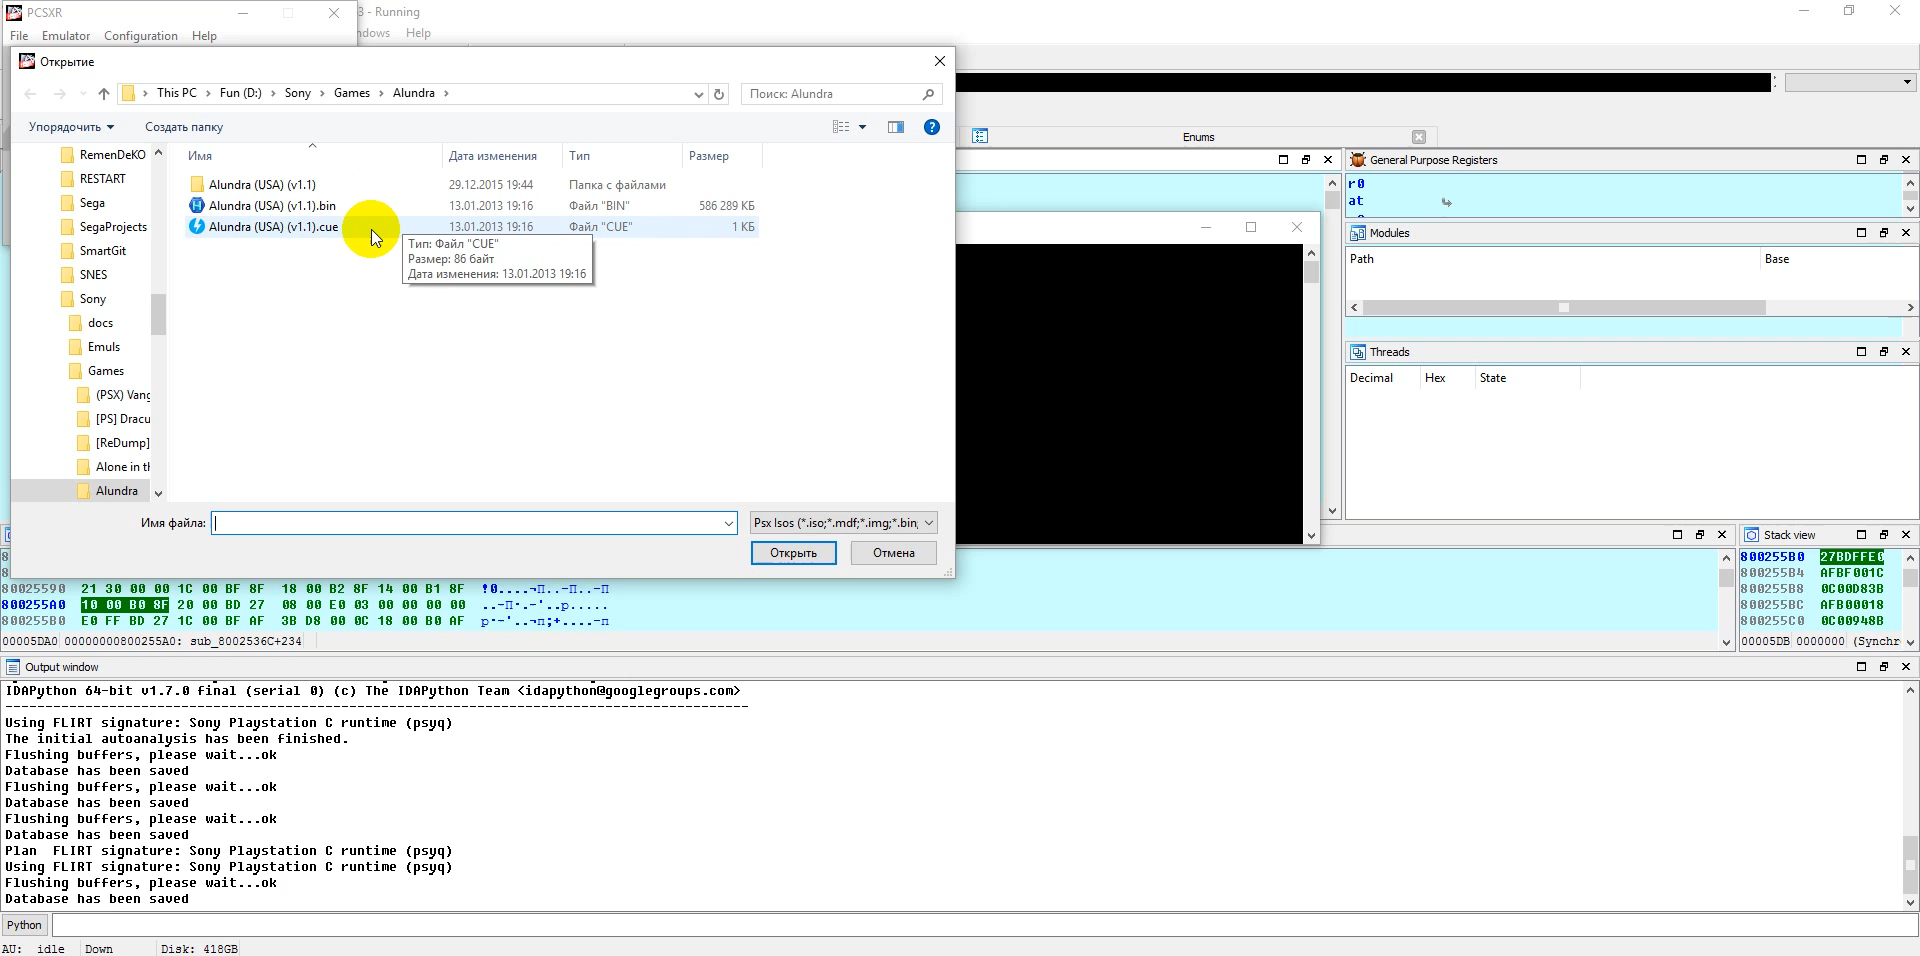 PCSXR
3 - Running
File Emulator Configuration Help
ndows Help
Открытие
This PC > Fun (D:) > Sony > Games > Alundra >
Поиск: Alundra
Упорядочить
Создать папку
Enums
RemenDeKO
RESTART
Sega
SegaProjects
SmartGit
SNES
Sony
docs
Emuls
Games
(PSX) Vang
[PS] Dracu
[ReDump]
Alone in th
Alundra
Имя Дата изменения Тип Размер
Alundra (USA) (v1.1) 29.12.2015 19:44 Папка с файлами
Alundra (USA) (v1.1).bin 13.01.2013 19:16 Файл "BIN" 586 289 КБ
Alundra (USA) (v1.1).cue 13.01.2013 19:16 Файл "CUE" 1 КБ
Тип: Файл "CUE"
Размер: 86 байт
Дата изменения: 13.01.2013 19:16
Имя файла:
Psx Isos (*.iso;*.mdf;*.img;*.bin;
Открыть
Отмена
General Purpose Registers
r0
at
Modules
Path Base
Threads
Decimal Hex State
Stack view
800255B0 27BDFFE0
800255B4 AFBF001C
800255B8 0C00D83B
800255BC AFB00018
800255C0 0C00948B
00005DB 0000000 (Synchr
80025590 21 30 00 00 1C 00 BF 8F 18 00 B2 8F 14 00 B1 8F !0....¬П..-П..-П
800255A0 10 00 B0 8F 20 00 BD 27 08 00 E0 03 00 00 00 00
800255B0 E0 FF BD 27 1C 00 BF AF 3B D8 00 0C 18 00 B0 AF
00005DA0 00000000800255A0: sub_8002536C+234
Output window
IDAPython 64-bit v1.7.0 final (serial 0) (c) The IDAPython Team <idapython@googlegroups.com>
Using FLIRT signature: Sony Playstation C runtime (psyq)
The initial autoanalysis has been finished.
Flushing buffers, please wait...ok
Database has been saved
Flushing buffers, please wait...ok
Database has been saved
Flushing buffers, please wait...ok
Database has been saved
Plan  FLIRT signature: Sony Playstation C runtime (psyq)
Using FLIRT signature: Sony Playstation C runtime (psyq)
Flushing buffers, please wait...ok
Database has been saved
Python
AU: idle Down Disk: 418GB